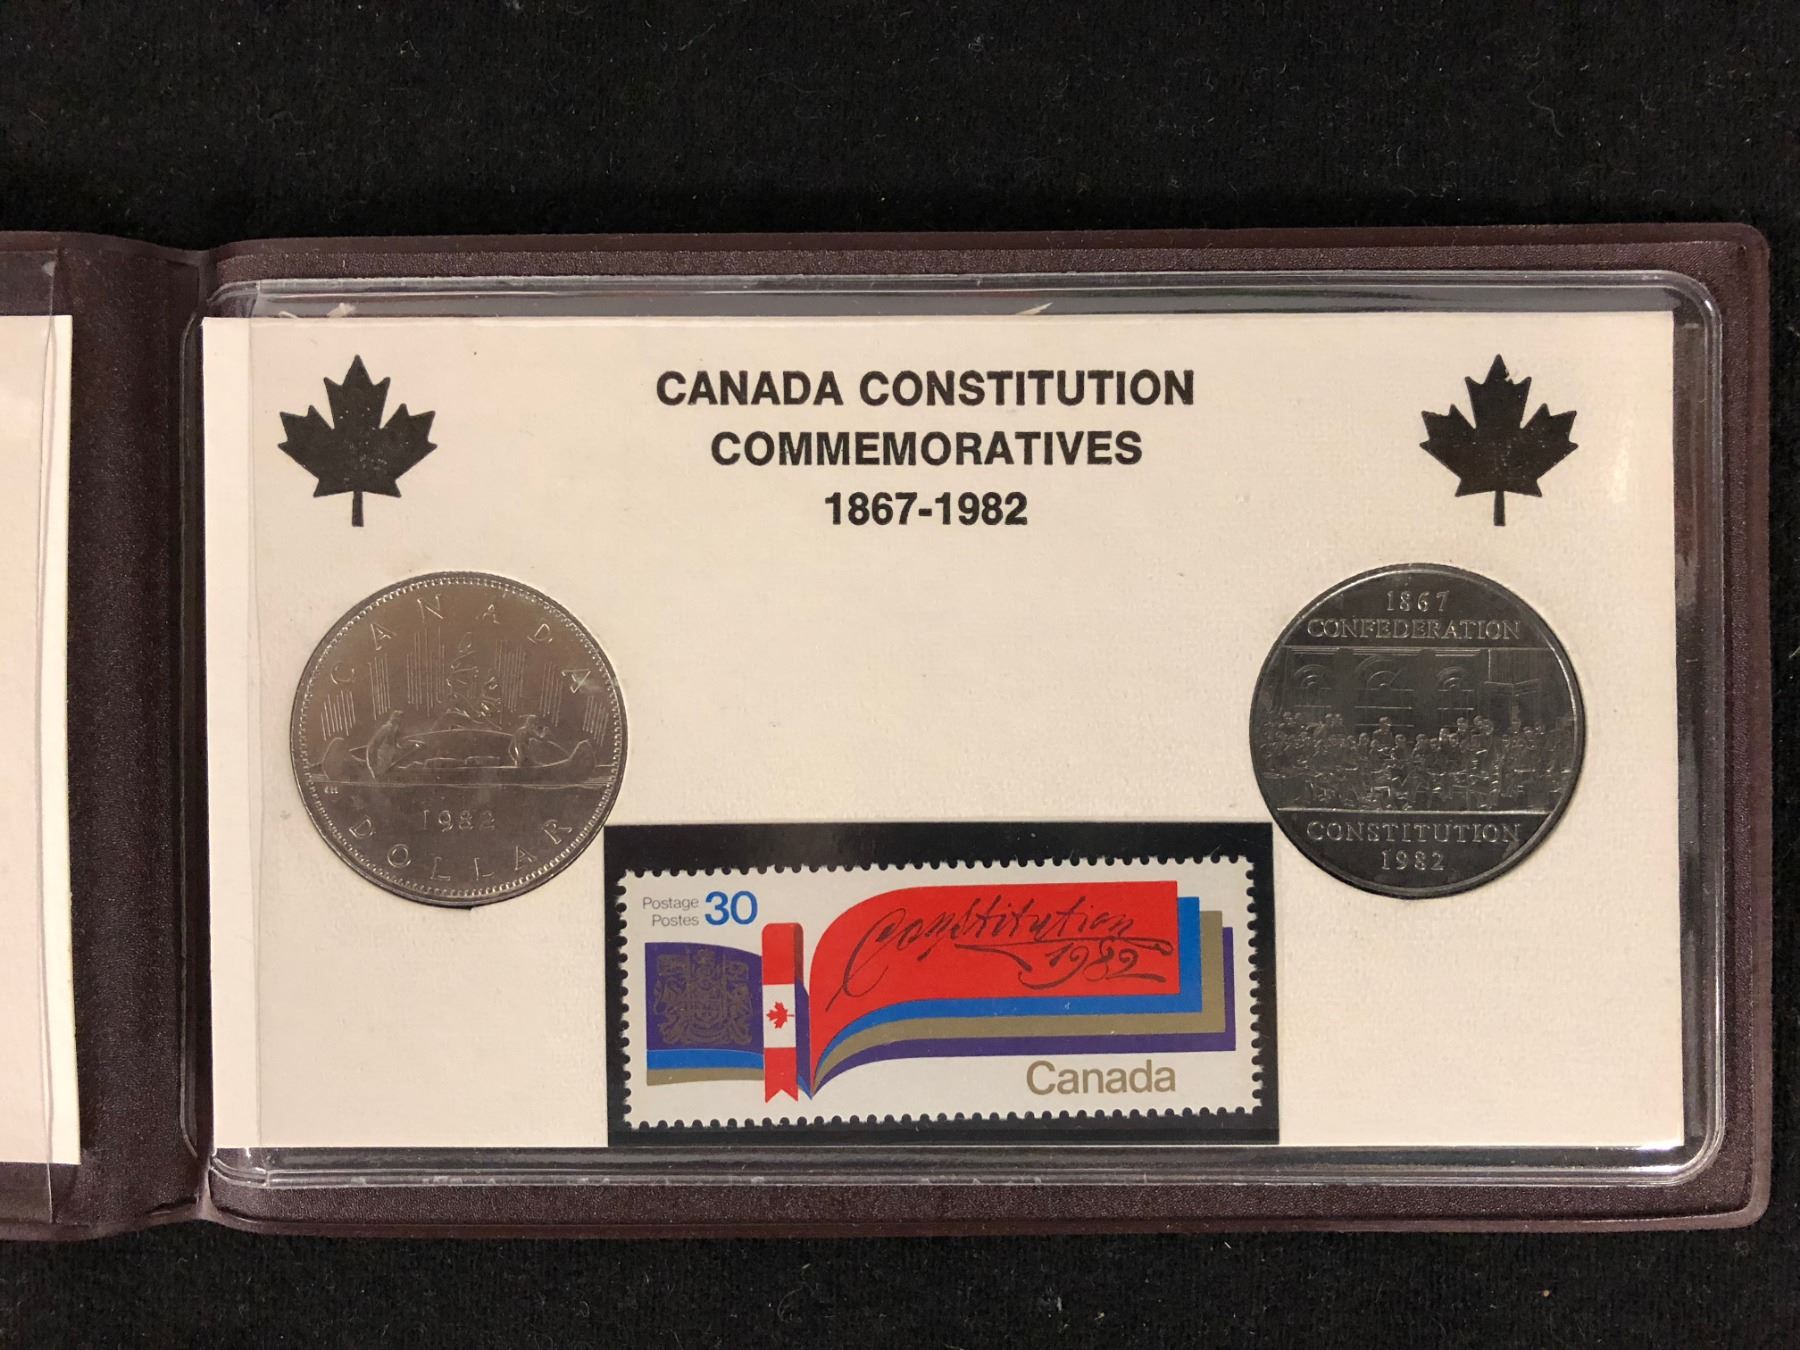 CANADA CONSTITUTION
COMMEMORATIVES
1867-1982
CANADA
1982
DOLLAR
1867
CONFEDERATION
CONSTITUTION
1982
Postage 30
Postes
Constitution
1982
Canada